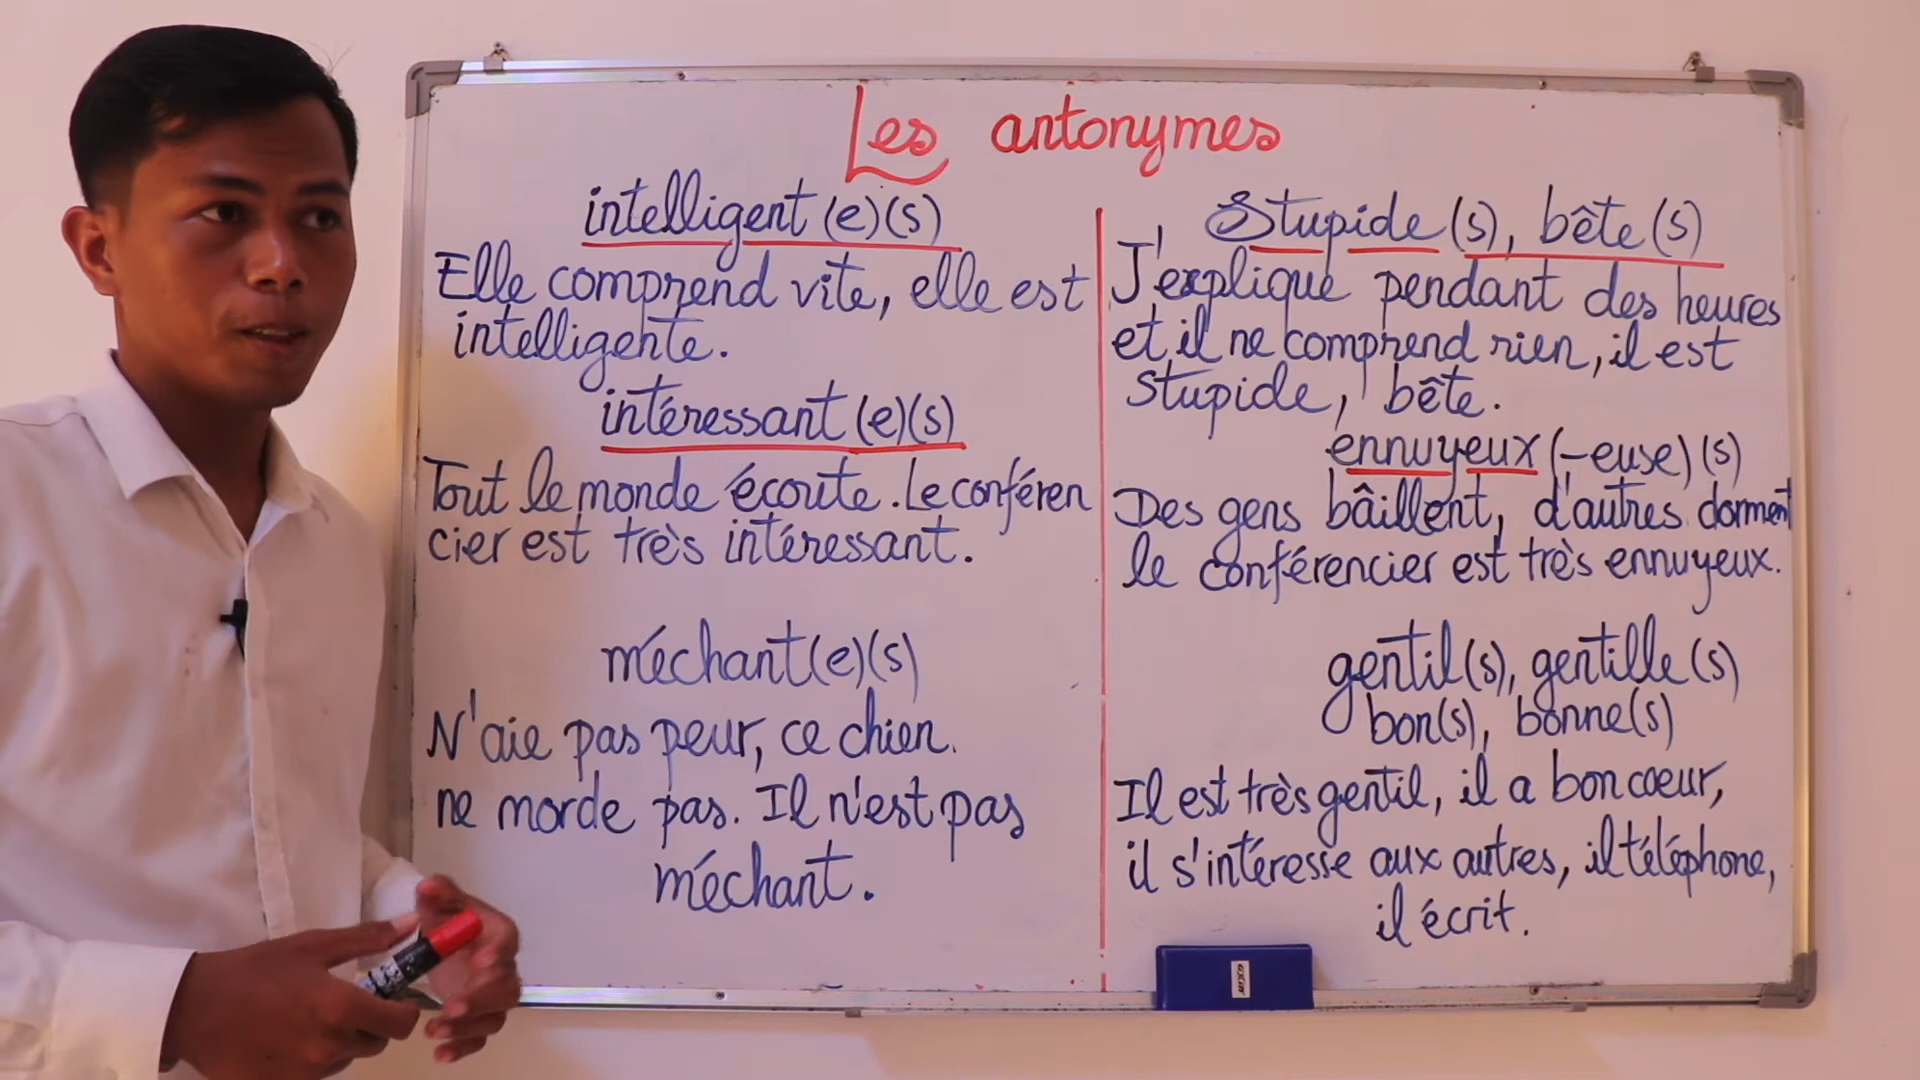 Les antonymes
intelligent(e)(s)
Elle comprend vite, elle est
intelligente.
intéressant(e)(s)
Tout le monde écoute. Le conféren
cier est très intéressant.
méchant(e)(s)
N'aie pas peur, ce chien
ne morde pas. Il n'est pas
méchant.
Stupide(s), bête(s)
J'explique pendant des heures
et il ne comprend rien, il est
stupide, bête.
ennuyeux(-euse)(s)
Des gens bâillent, d'autres dorment
le conférencier est très ennuyeux.
gentil(s), gentille(s)
bon(s), bonne(s)
Il est très gentil, il a bon coeur,
il s'intéresse aux autres, il téléphone,
il écrit.